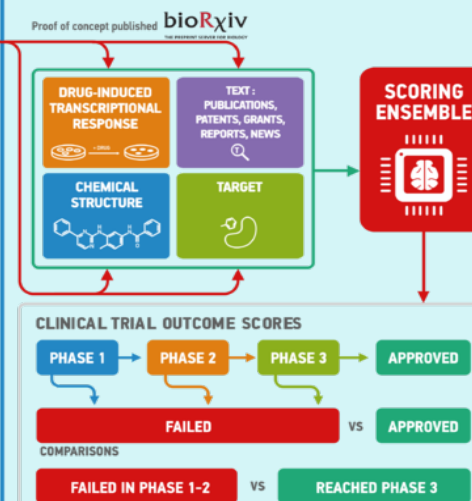 Proof of concept published bioRχiv
THE PREPRINT SERVER FOR BIOLOGY
DRUG-INDUCED
TRANSCRIPTIONAL
RESPONSE
+ DRUG
TEXT :
PUBLICATIONS,
PATENTS, GRANTS,
REPORTS, NEWS
T
CHEMICAL
STRUCTURE
TARGET
SCORING
ENSEMBLE
CLINICAL TRIAL OUTCOME SCORES
PHASE 1
PHASE 2
PHASE 3
APPROVED
FAILED
VS
APPROVED
COMPARISONS
FAILED IN PHASE 1-2
VS
REACHED PHASE 3